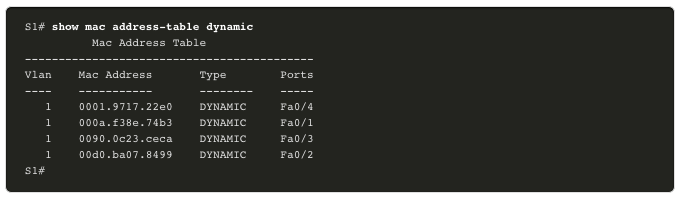 S1# show mac address-table dynamic
Mac Address Table
-------------------------------------------
Vlan    Mac Address       Type        Ports
----    -----------       --------    -----
1    0001.9717.22e0    DYNAMIC     Fa0/4
1    000a.f38e.74b3    DYNAMIC     Fa0/1
1    0090.0c23.ceca    DYNAMIC     Fa0/3
1    00d0.ba07.8499    DYNAMIC     Fa0/2
S1#